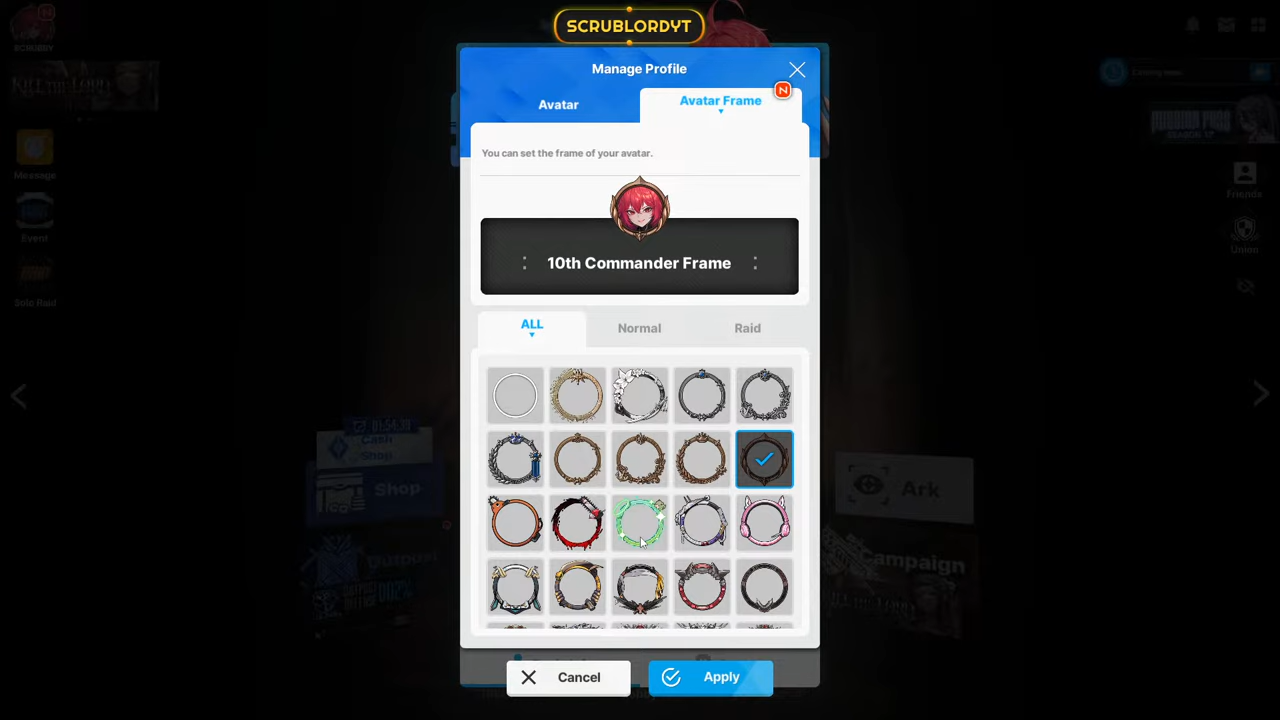 SCRUBLORDYT
Manage Profile
Avatar
Avatar Frame
N
You can set the frame of your avatar.
: 10th Commander Frame :
ALL
Normal
Raid
Cancel
Apply
Message
Event
Solo Raid
Cash
Shop
Shop
Ark
Campaign
Friends
Union